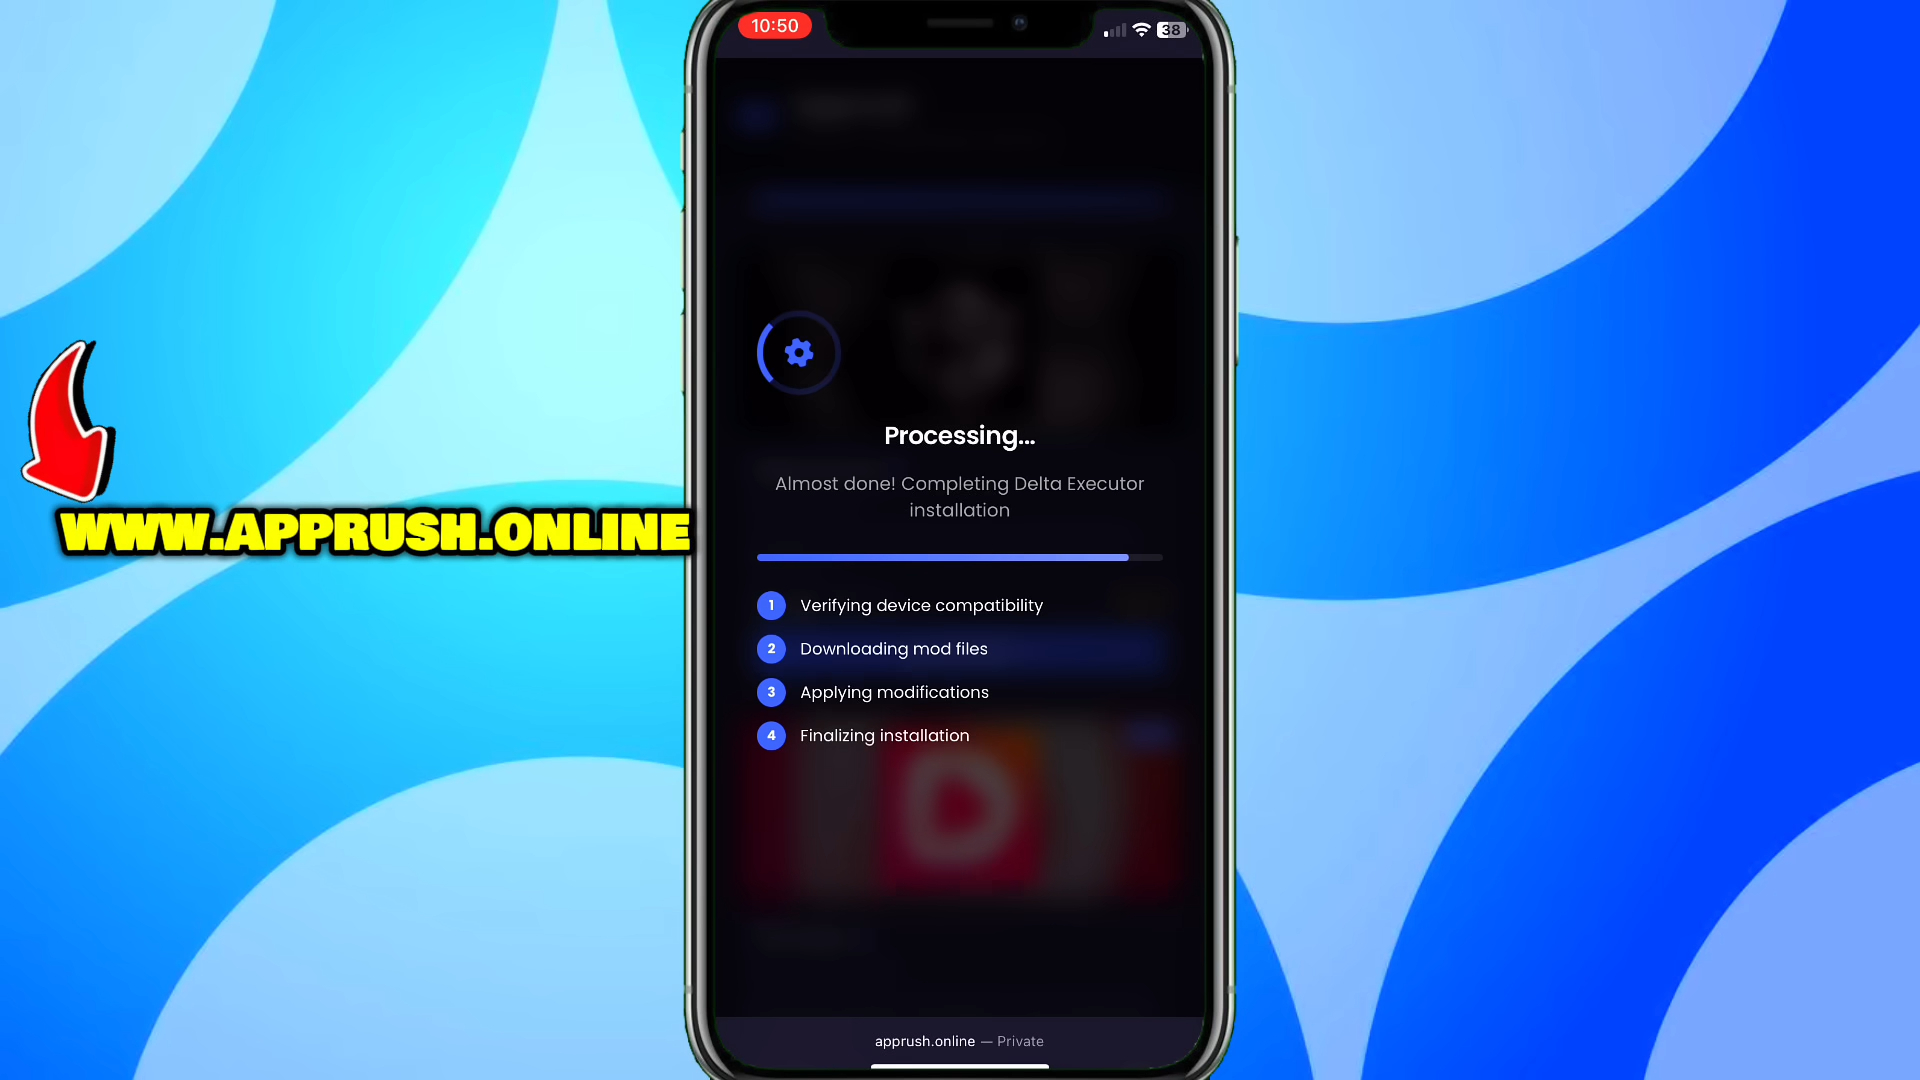 10:50
38
WWW.APPRUSH.ONLINE
Processing...
Almost done! Completing Delta Executor
installation
1 Verifying device compatibility
2 Downloading mod files
3 Applying modifications
4 Finalizing installation
apprush.online — Private